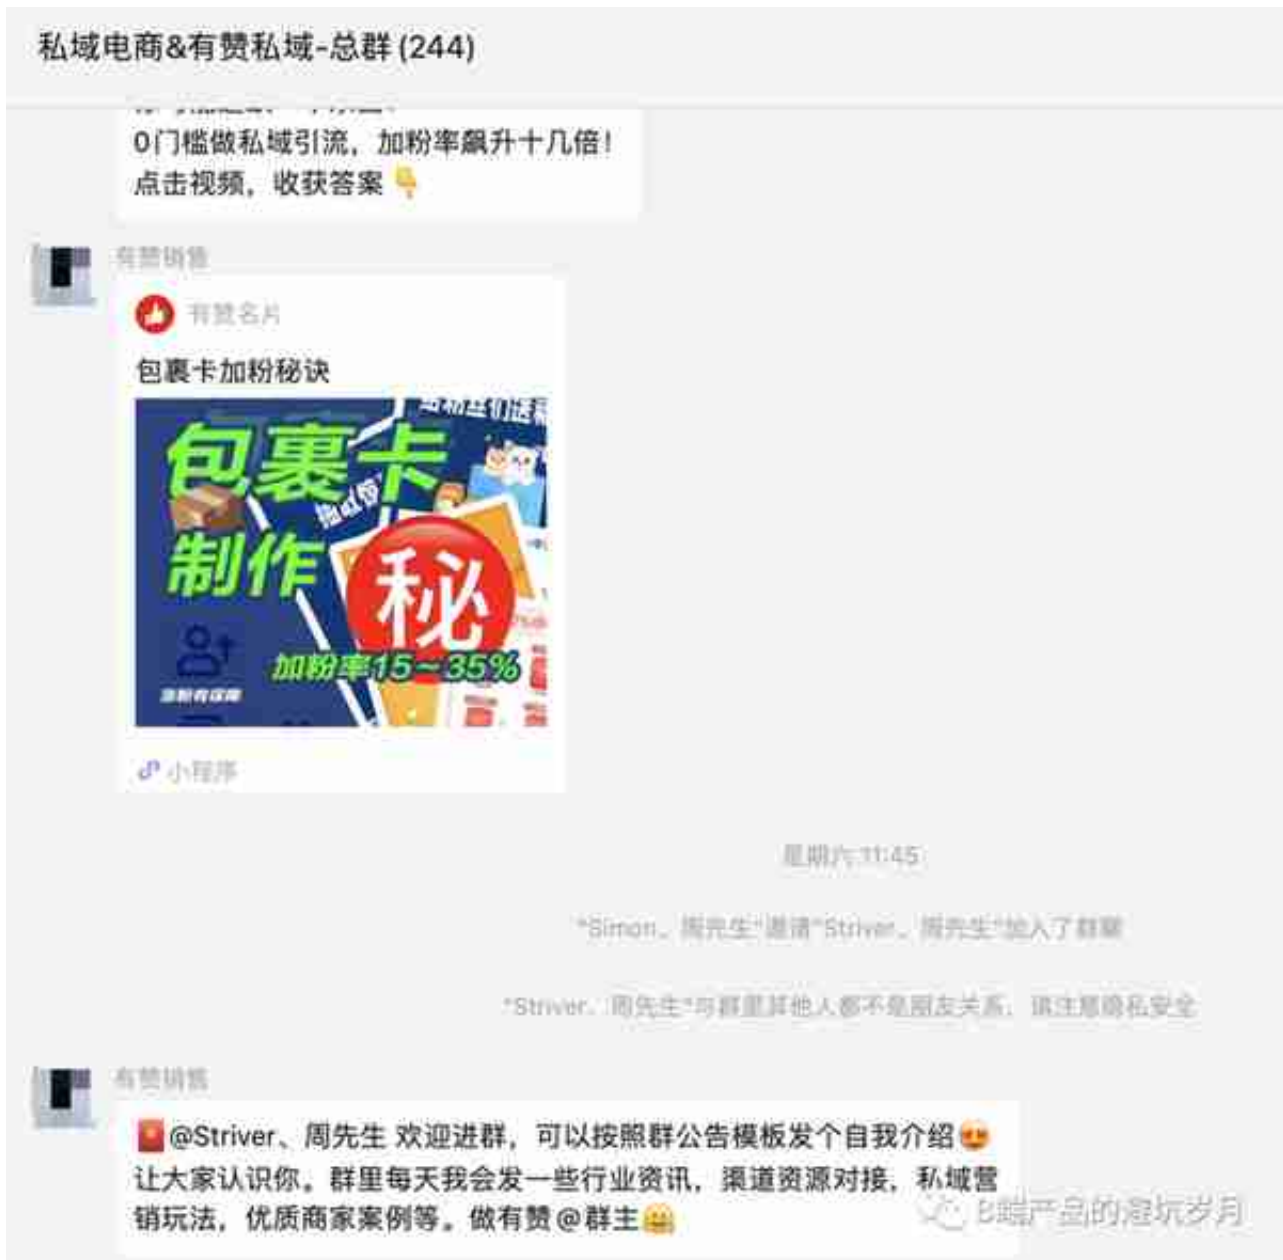 私域电商&有赞私域-总群(244)
0门槛做私域引流，加粉率飙升十几倍！
点击视频，收获答案👇
有赞销售
有赞名片
包裹卡加粉秘诀
包裹卡
制作
秘
加粉率15~35%
小程序
星期六 11:45
"Simon、周先生"邀请"Striver、周先生"加入了群聊
"Striver、周先生"与群里其他人都不是朋友关系，请注意隐私安全
有赞销售
@Striver、周先生 欢迎进群，可以按照群公告模板发个自我介绍😍
让大家认识你。群里每天我会发一些行业资讯，渠道资源对接，私域营
销玩法，优质商家案例等。做有赞@群主🤗
B端产品的避坑岁月